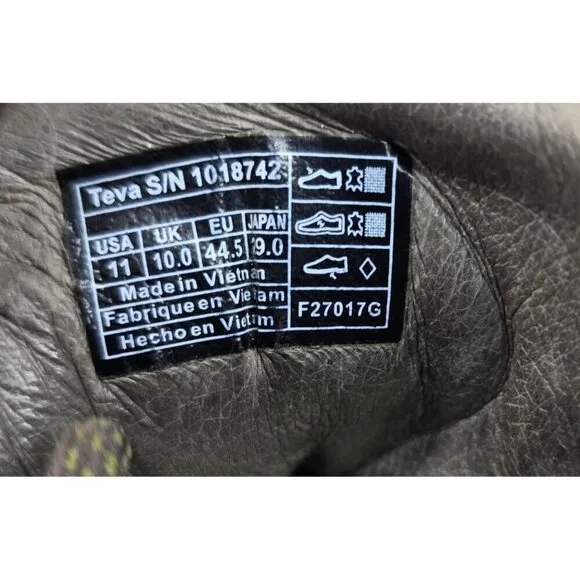 Teva S/N 1018742
USA UK EU JAPAN
11 10.0 44.5 9.0
Made in Vietnam
Fabrique en Vietnam
Hecho en Vietnam
F27017G